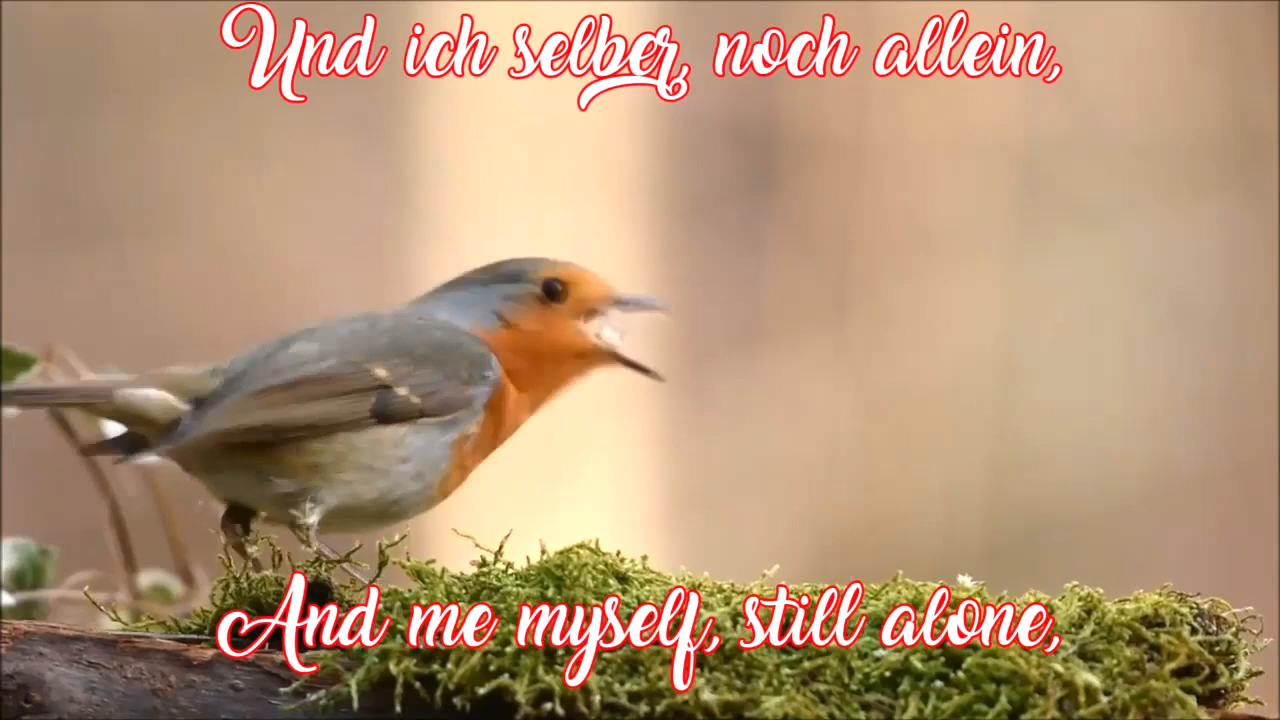 Und ich selber, noch allein,
And me myself, still alone,